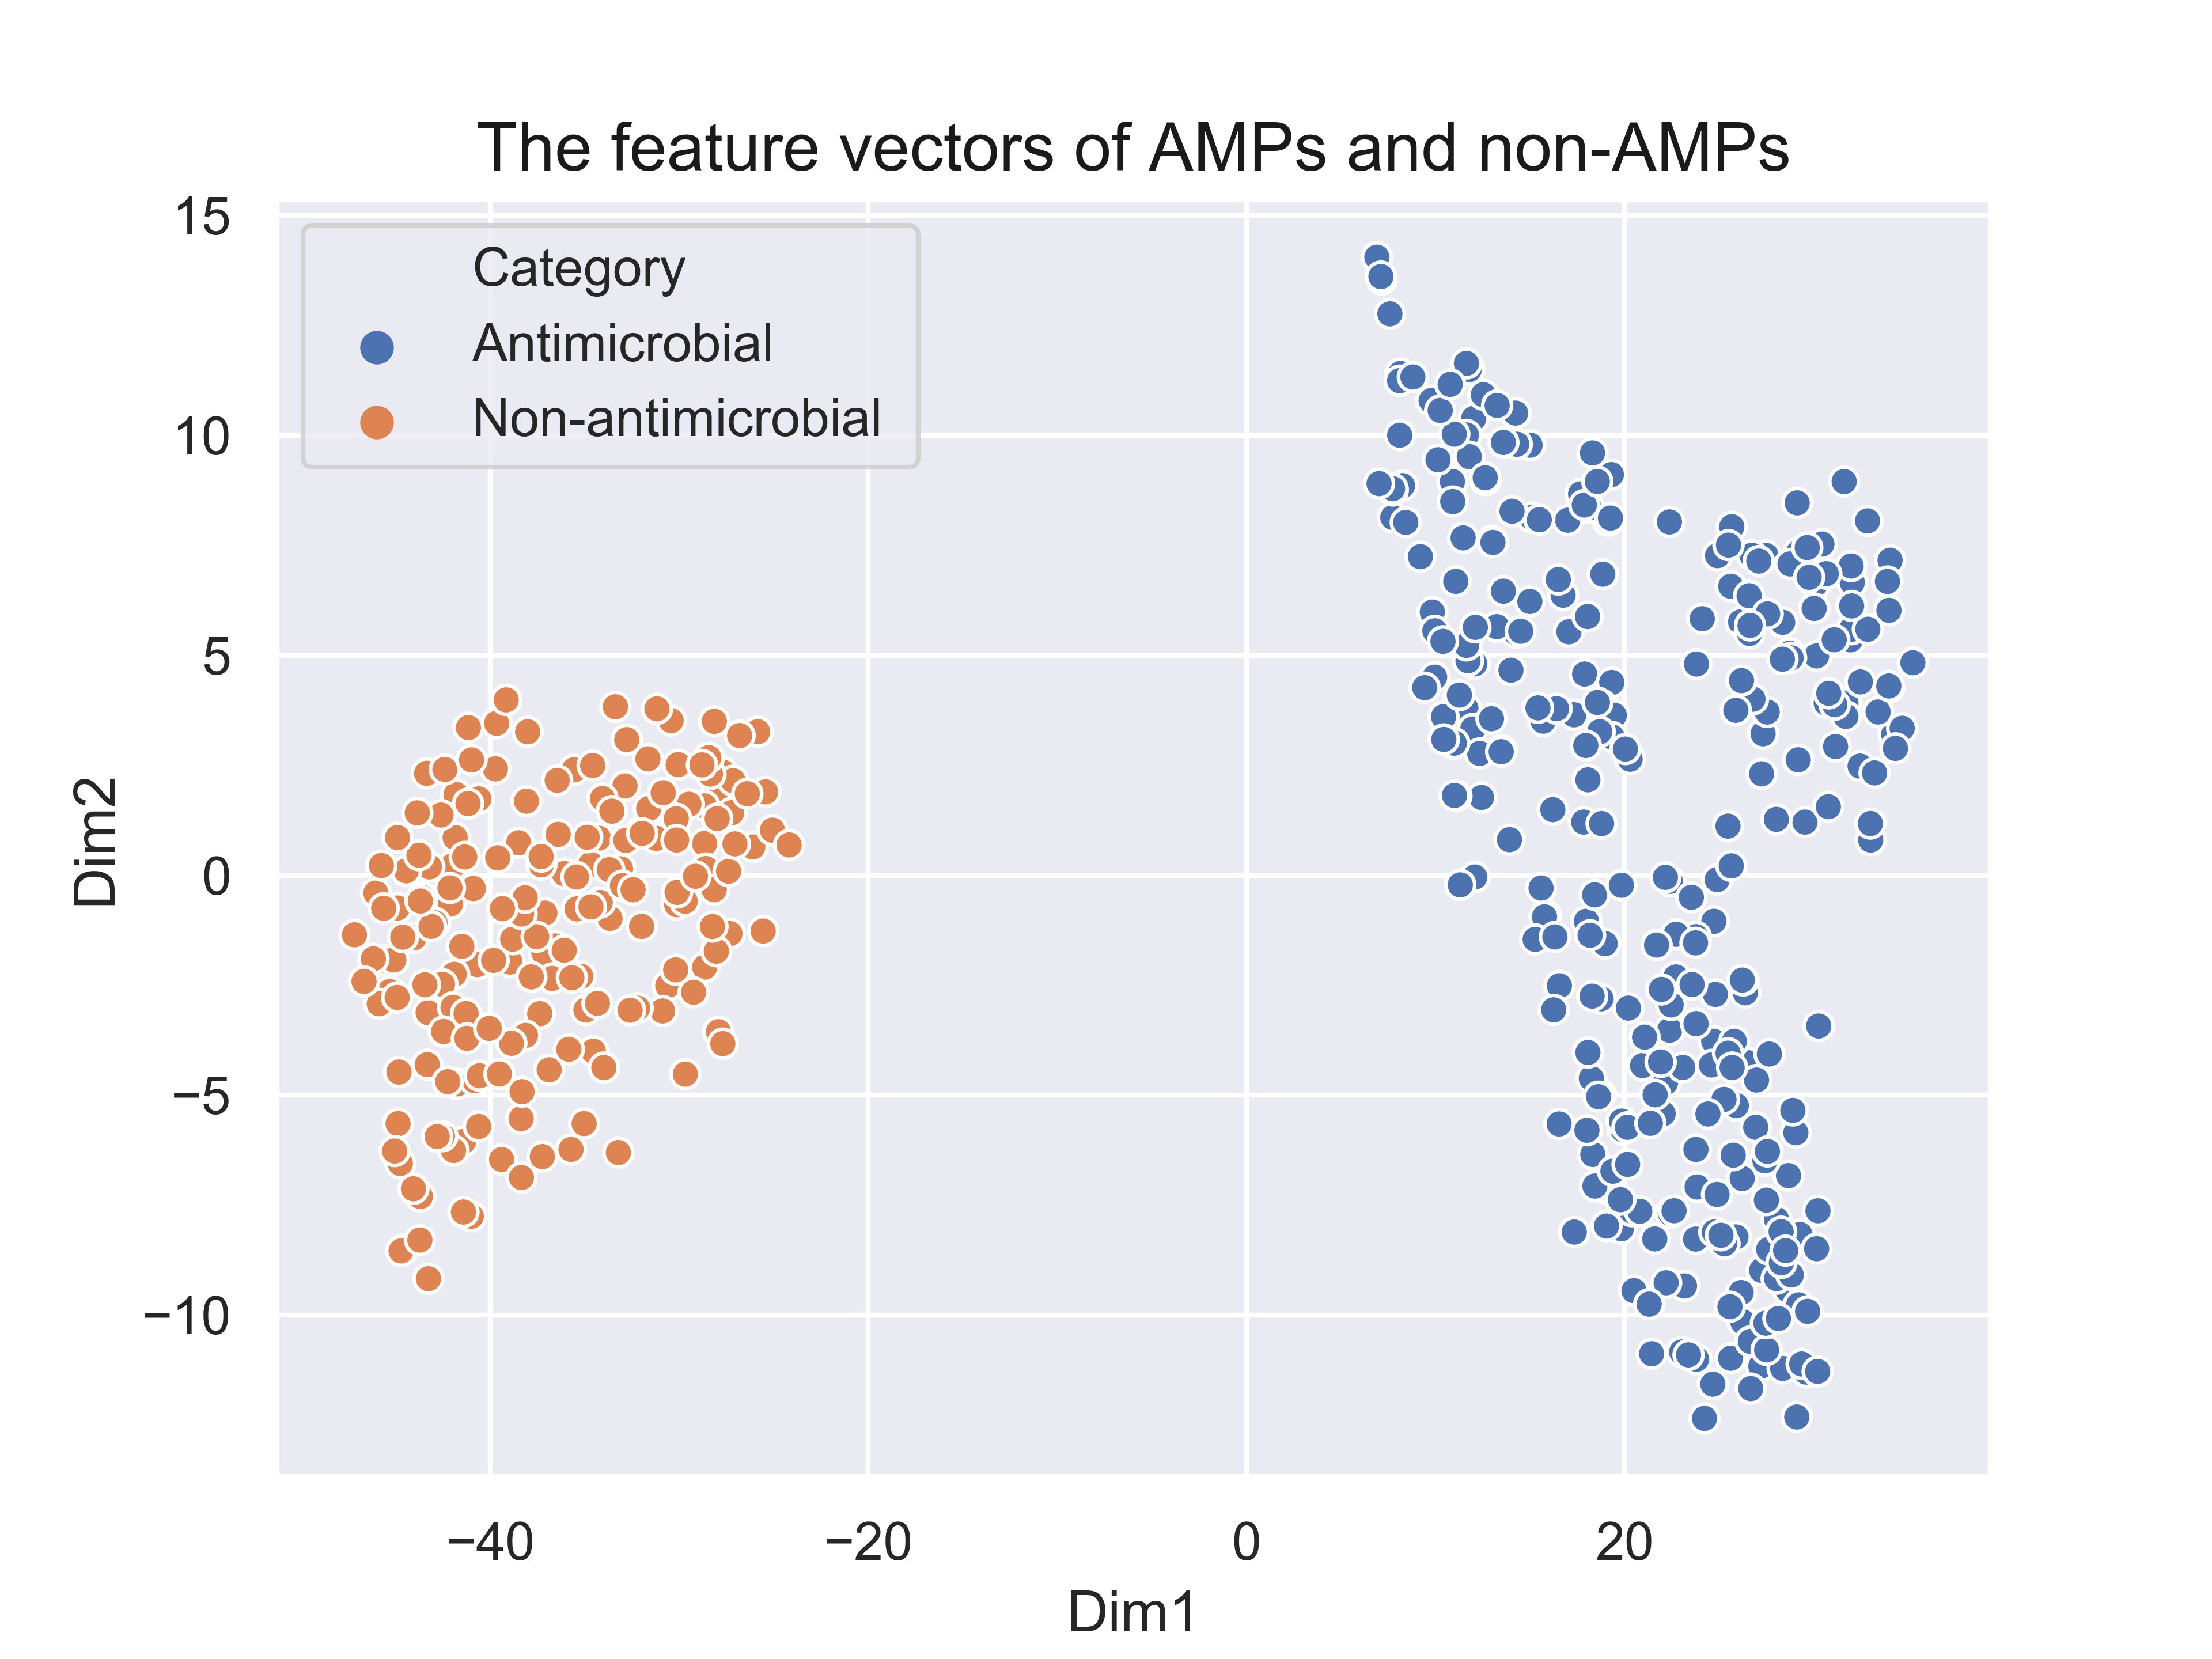 The feature vectors of AMPs and non-AMPs
15
10
5
0
−5
−10
Dim2
Category
Antimicrobial
Non-antimicrobial
−40
−20
0
20
Dim1